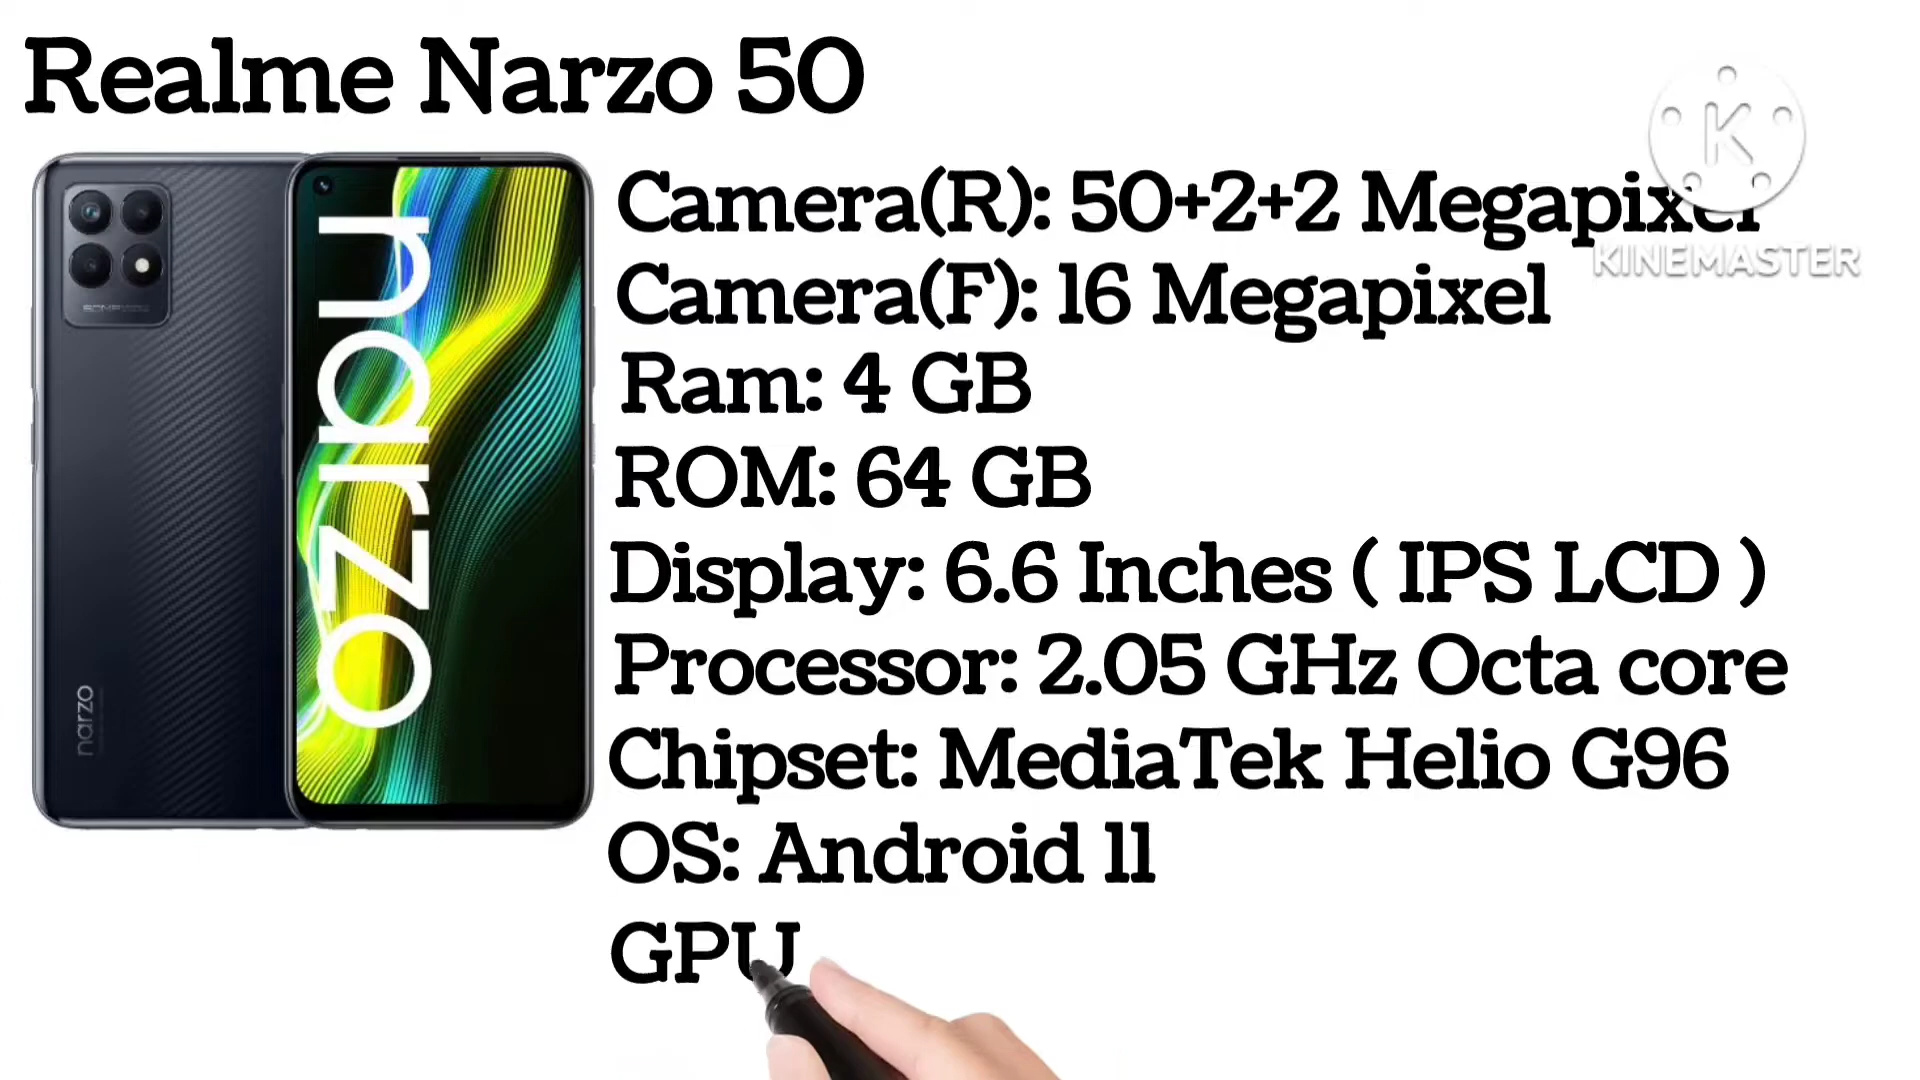 Realme Narzo 50
Camera(R): 50+2+2 Megapixel
KINEMASTER
Camera(F): 16 Megapixel
Ram: 4 GB
ROM: 64 GB
Display: 6.6 Inches ( IPS LCD )
Processor: 2.05 GHz Octa core
Chipset: MediaTek Helio G96
OS: Android 11
GPU
narzo
narzo
K